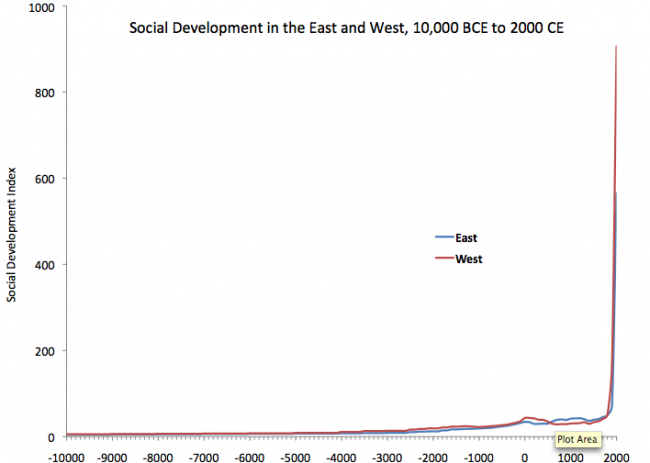 Social Development in the East and West, 10,000 BCE to 2000 CE
Social Development Index
1000
800
600
400
200
0
East
West
Plot Area
-10000 -9000 -8000 -7000 -6000 -5000 -4000 -3000 -2000 -1000 0 1000 2000